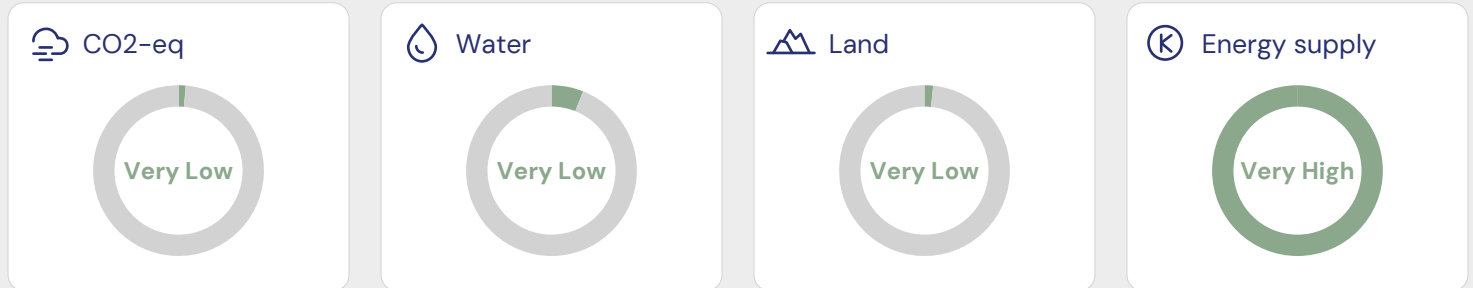 CO2-eq
Very Low
Water
Very Low
Land
Very Low
K
Energy supply
Very High